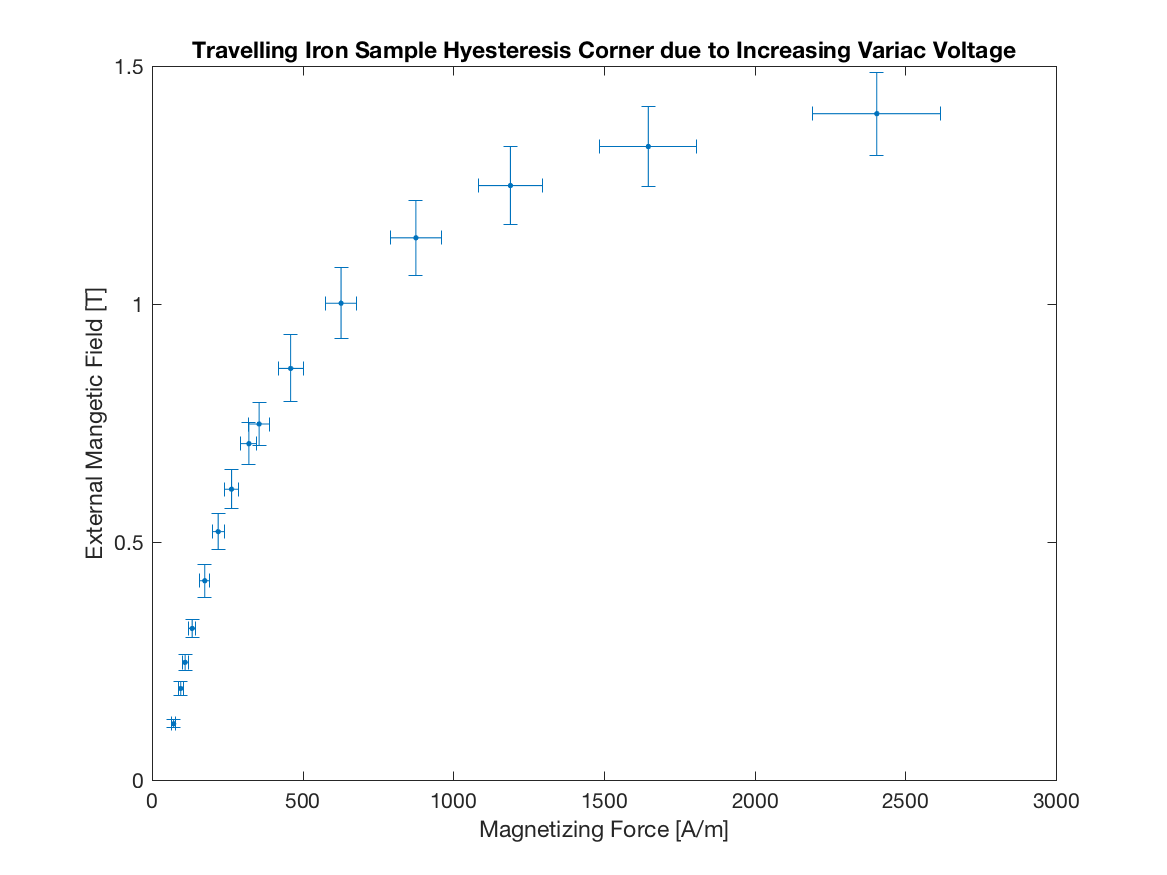 Travelling Iron Sample Hyesteresis Corner due to Increasing Variac Voltage
1.5
1
0.5
0
External Mangetic Field [T]
0 500 1000 1500 2000 2500 3000
Magnetizing Force [A/m]